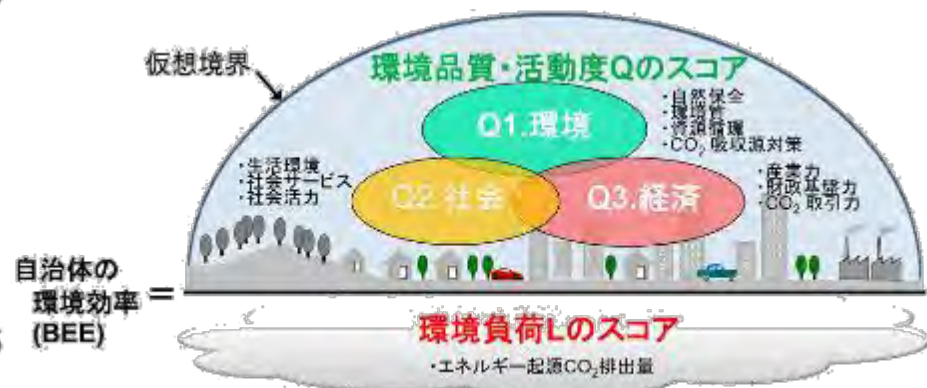 仮想境界
環境品質・活動度Qのスコア
Q1.環境
・自然保全
・環境質
・資源循環
・CO₂吸収源対策
・生活環境
・社会サービス
・社会活力
Q2.社会
Q3.経済
・産業力
・財政基盤力
・CO₂取引力
自治体の
環境効率
(BEE)
=
環境負荷Lのスコア
・エネルギー起源CO₂排出量